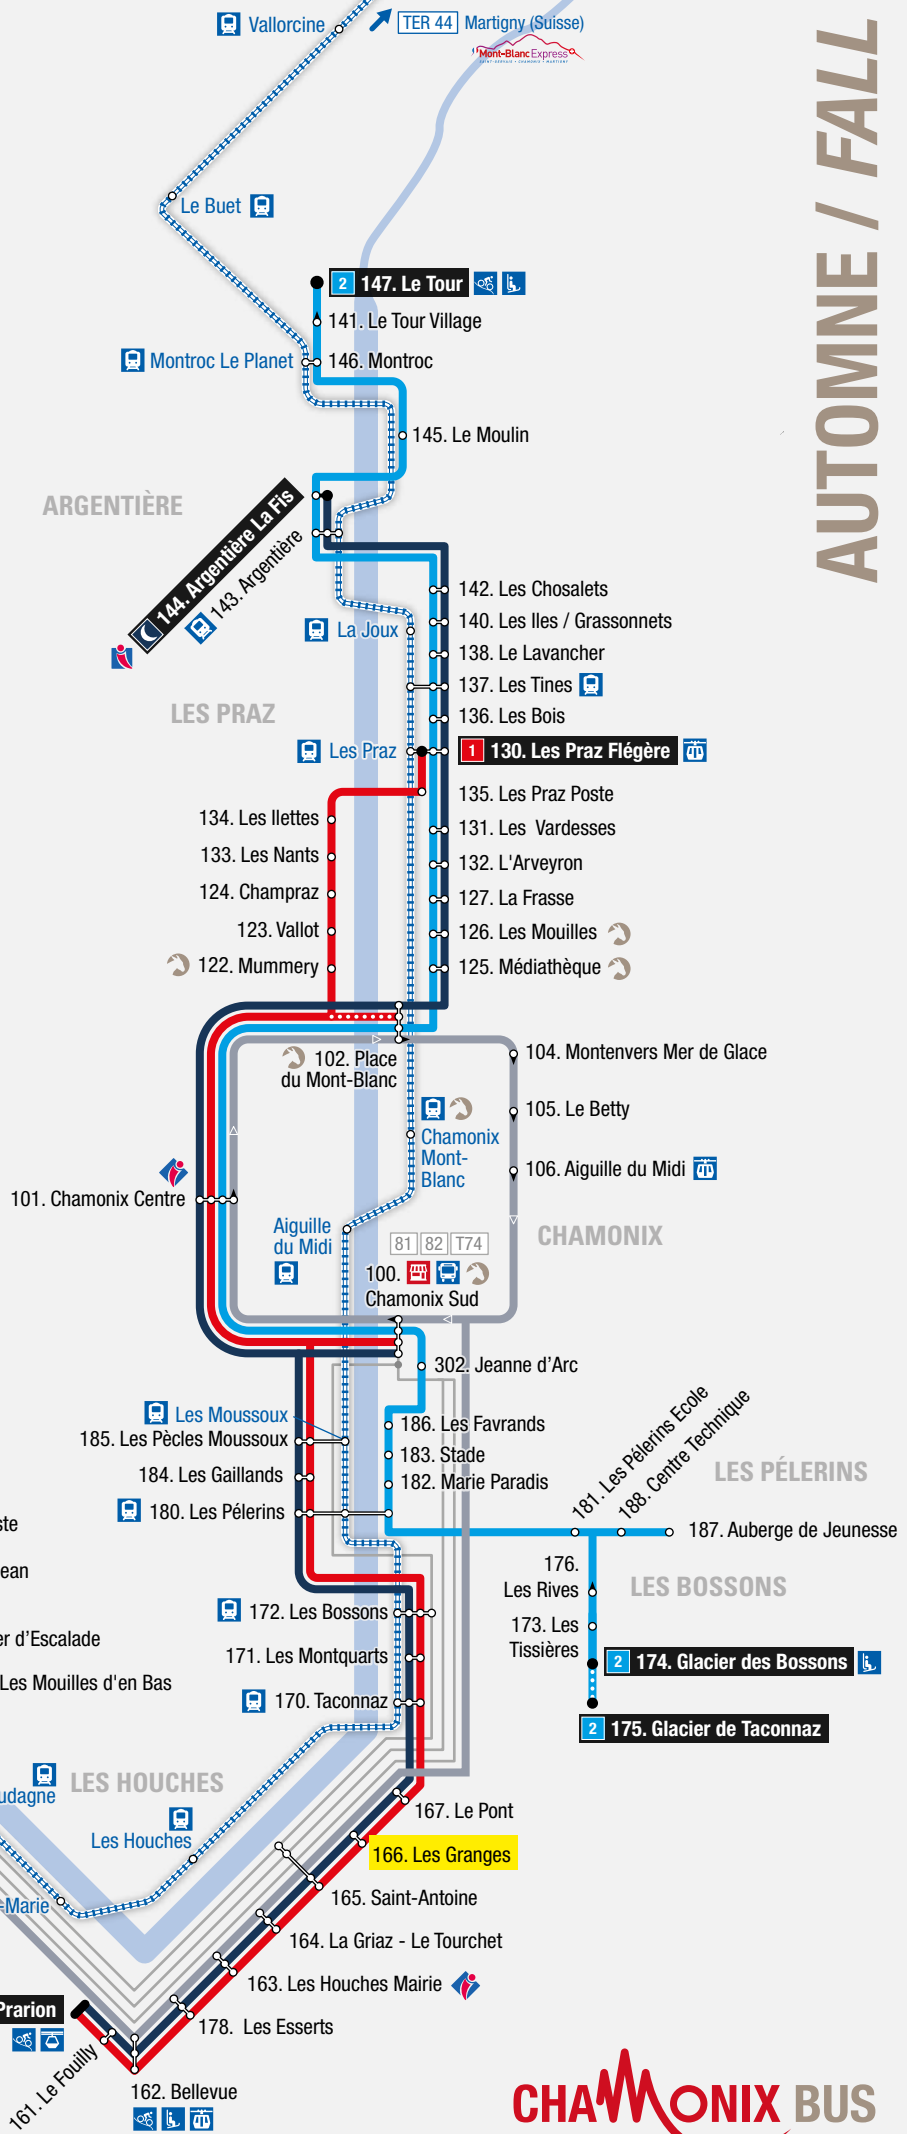 Vallorcine
TER 44 Martigny (Suisse)
Mont-Blanc Express
SAINT-GERVAIS • CHAMONIX • MARTIGNY
AUTOMNE / FALL
Le Buet
2 147. Le Tour
141. Le Tour Village
Montroc Le Planet
146. Montroc
145. Le Moulin
ARGENTIÈRE
144. Argentière La Fis
143. Argentière
142. Les Chosalets
140. Les Iles / Grassonnets
La Joux
138. Le Lavancher
137. Les Tines
LES PRAZ
136. Les Bois
Les Praz
1 130. Les Praz Flégère
135. Les Praz Poste
134. Les Ilettes
131. Les Vardesses
133. Les Nants
132. L'Arveyron
124. Champraz
127. La Frasse
123. Vallot
126. Les Mouilles
122. Mummery
125. Médiathèque
102. Place
du Mont-Blanc
104. Montenvers Mer de Glace
105. Le Betty
Chamonix
Mont-
Blanc
106. Aiguille du Midi
101. Chamonix Centre
Aiguille
du Midi
CHAMONIX
81 82 T74
100.
Chamonix Sud
302. Jeanne d'Arc
Les Moussoux
185. Les Pècles Moussoux
186. Les Favrands
183. Stade
184. Les Gaillands
182. Marie Paradis
181. Les Pélerins Ecole
188. Centre Technique
LES PÉLERINS
180. Les Pélerins
187. Auberge de Jeunesse
ste
ean
176.
Les Rives
LES BOSSONS
172. Les Bossons
173. Les
Tissières
er d'Escalade
171. Les Montquarts
2 174. Glacier des Bossons
Les Mouilles d'en Bas
170. Taconnaz
2 175. Glacier de Taconnaz
LES HOUCHES
udagne
167. Le Pont
Les Houches
166. Les Granges
165. Saint-Antoine
-Marie
164. La Griaz - Le Tourchet
163. Les Houches Mairie
Prarion
178. Les Esserts
161. Le Fouilly
162. Bellevue
CHAMONIX BUS